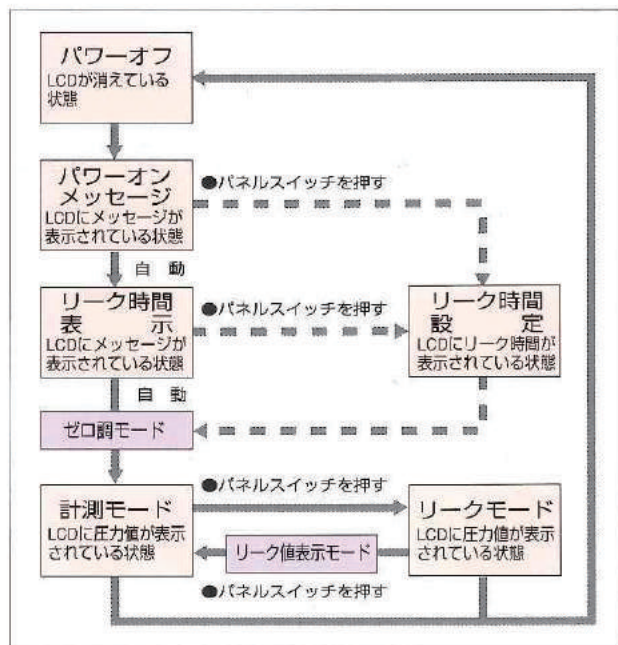 パワーオフ
LCDが消えている
状態
パワーオン
メッセージ
LCDにメッセージが
表示されている状態
●パネルスイッチを押す
自 動
リーク時間
表 示
LCDにメッセージが
表示されている状態
●パネルスイッチを押す
リーク時間
設 定
LCDにリーク時間が
表示されている状態
自 動
ゼロ調モード
計測モード
LCDに圧力値が表示
されている状態
●パネルスイッチを押す
リークモード
LCDに圧力値が表示
されている状態
リーク値表示モード
●パネルスイッチを押す